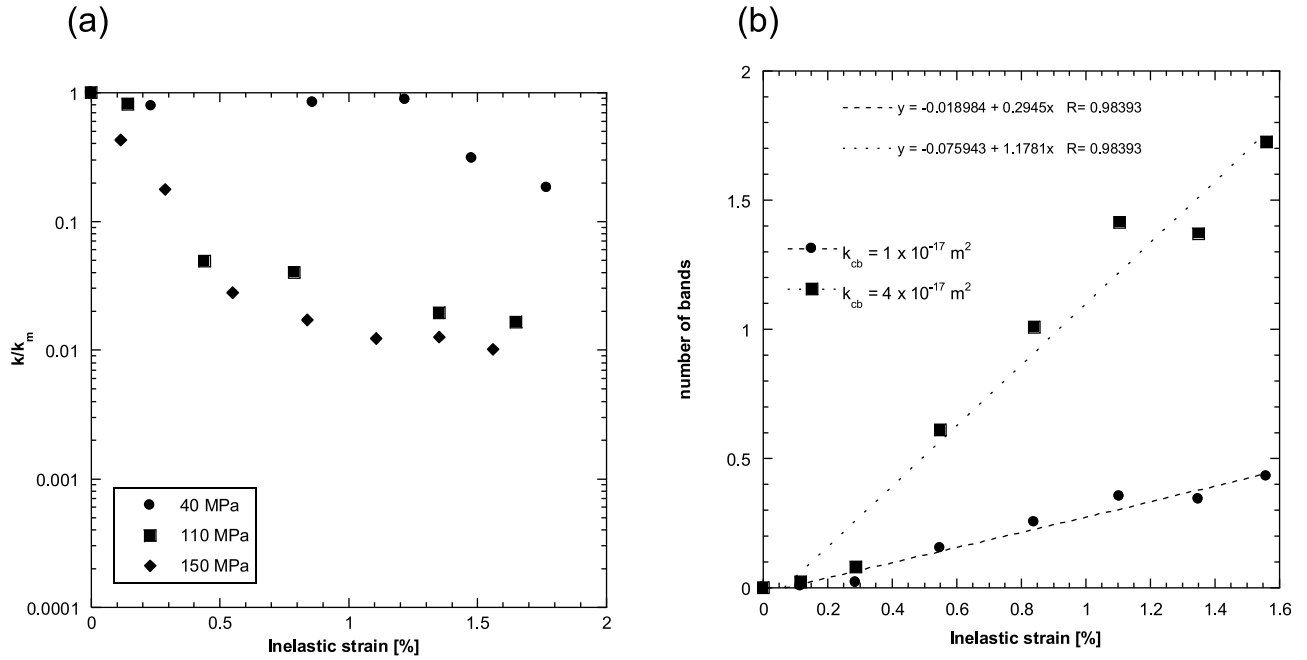 (a)
1
0.1
0.01
0.001
0.0001
k/k_m
40 MPa
110 MPa
150 MPa
0 0.5 1 1.5 2
Inelastic strain [%]
(b)
2
1.5
1
0.5
0
number of bands
y = -0.018984 + 0.2945x R= 0.98393
y = -0.075943 + 1.1781x R= 0.98393
k_cb = 1 x 10^-17 m^2
k_cb = 4 x 10^-17 m^2
0 0.2 0.4 0.6 0.8 1 1.2 1.4 1.6
Inelastic strain [%]